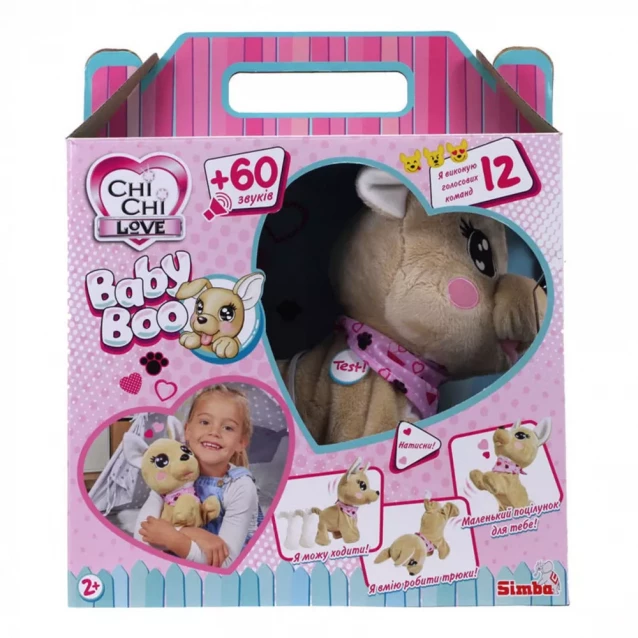 CHI
CHI
LOVE
+60
звуків
Я виконую
голосових
команд
12
Baby
Boo
Test!
Натисни!
Я можу ходити!
Я вмію робити трюки!
Маленький поцілунок
для тебе!
2+
Simba